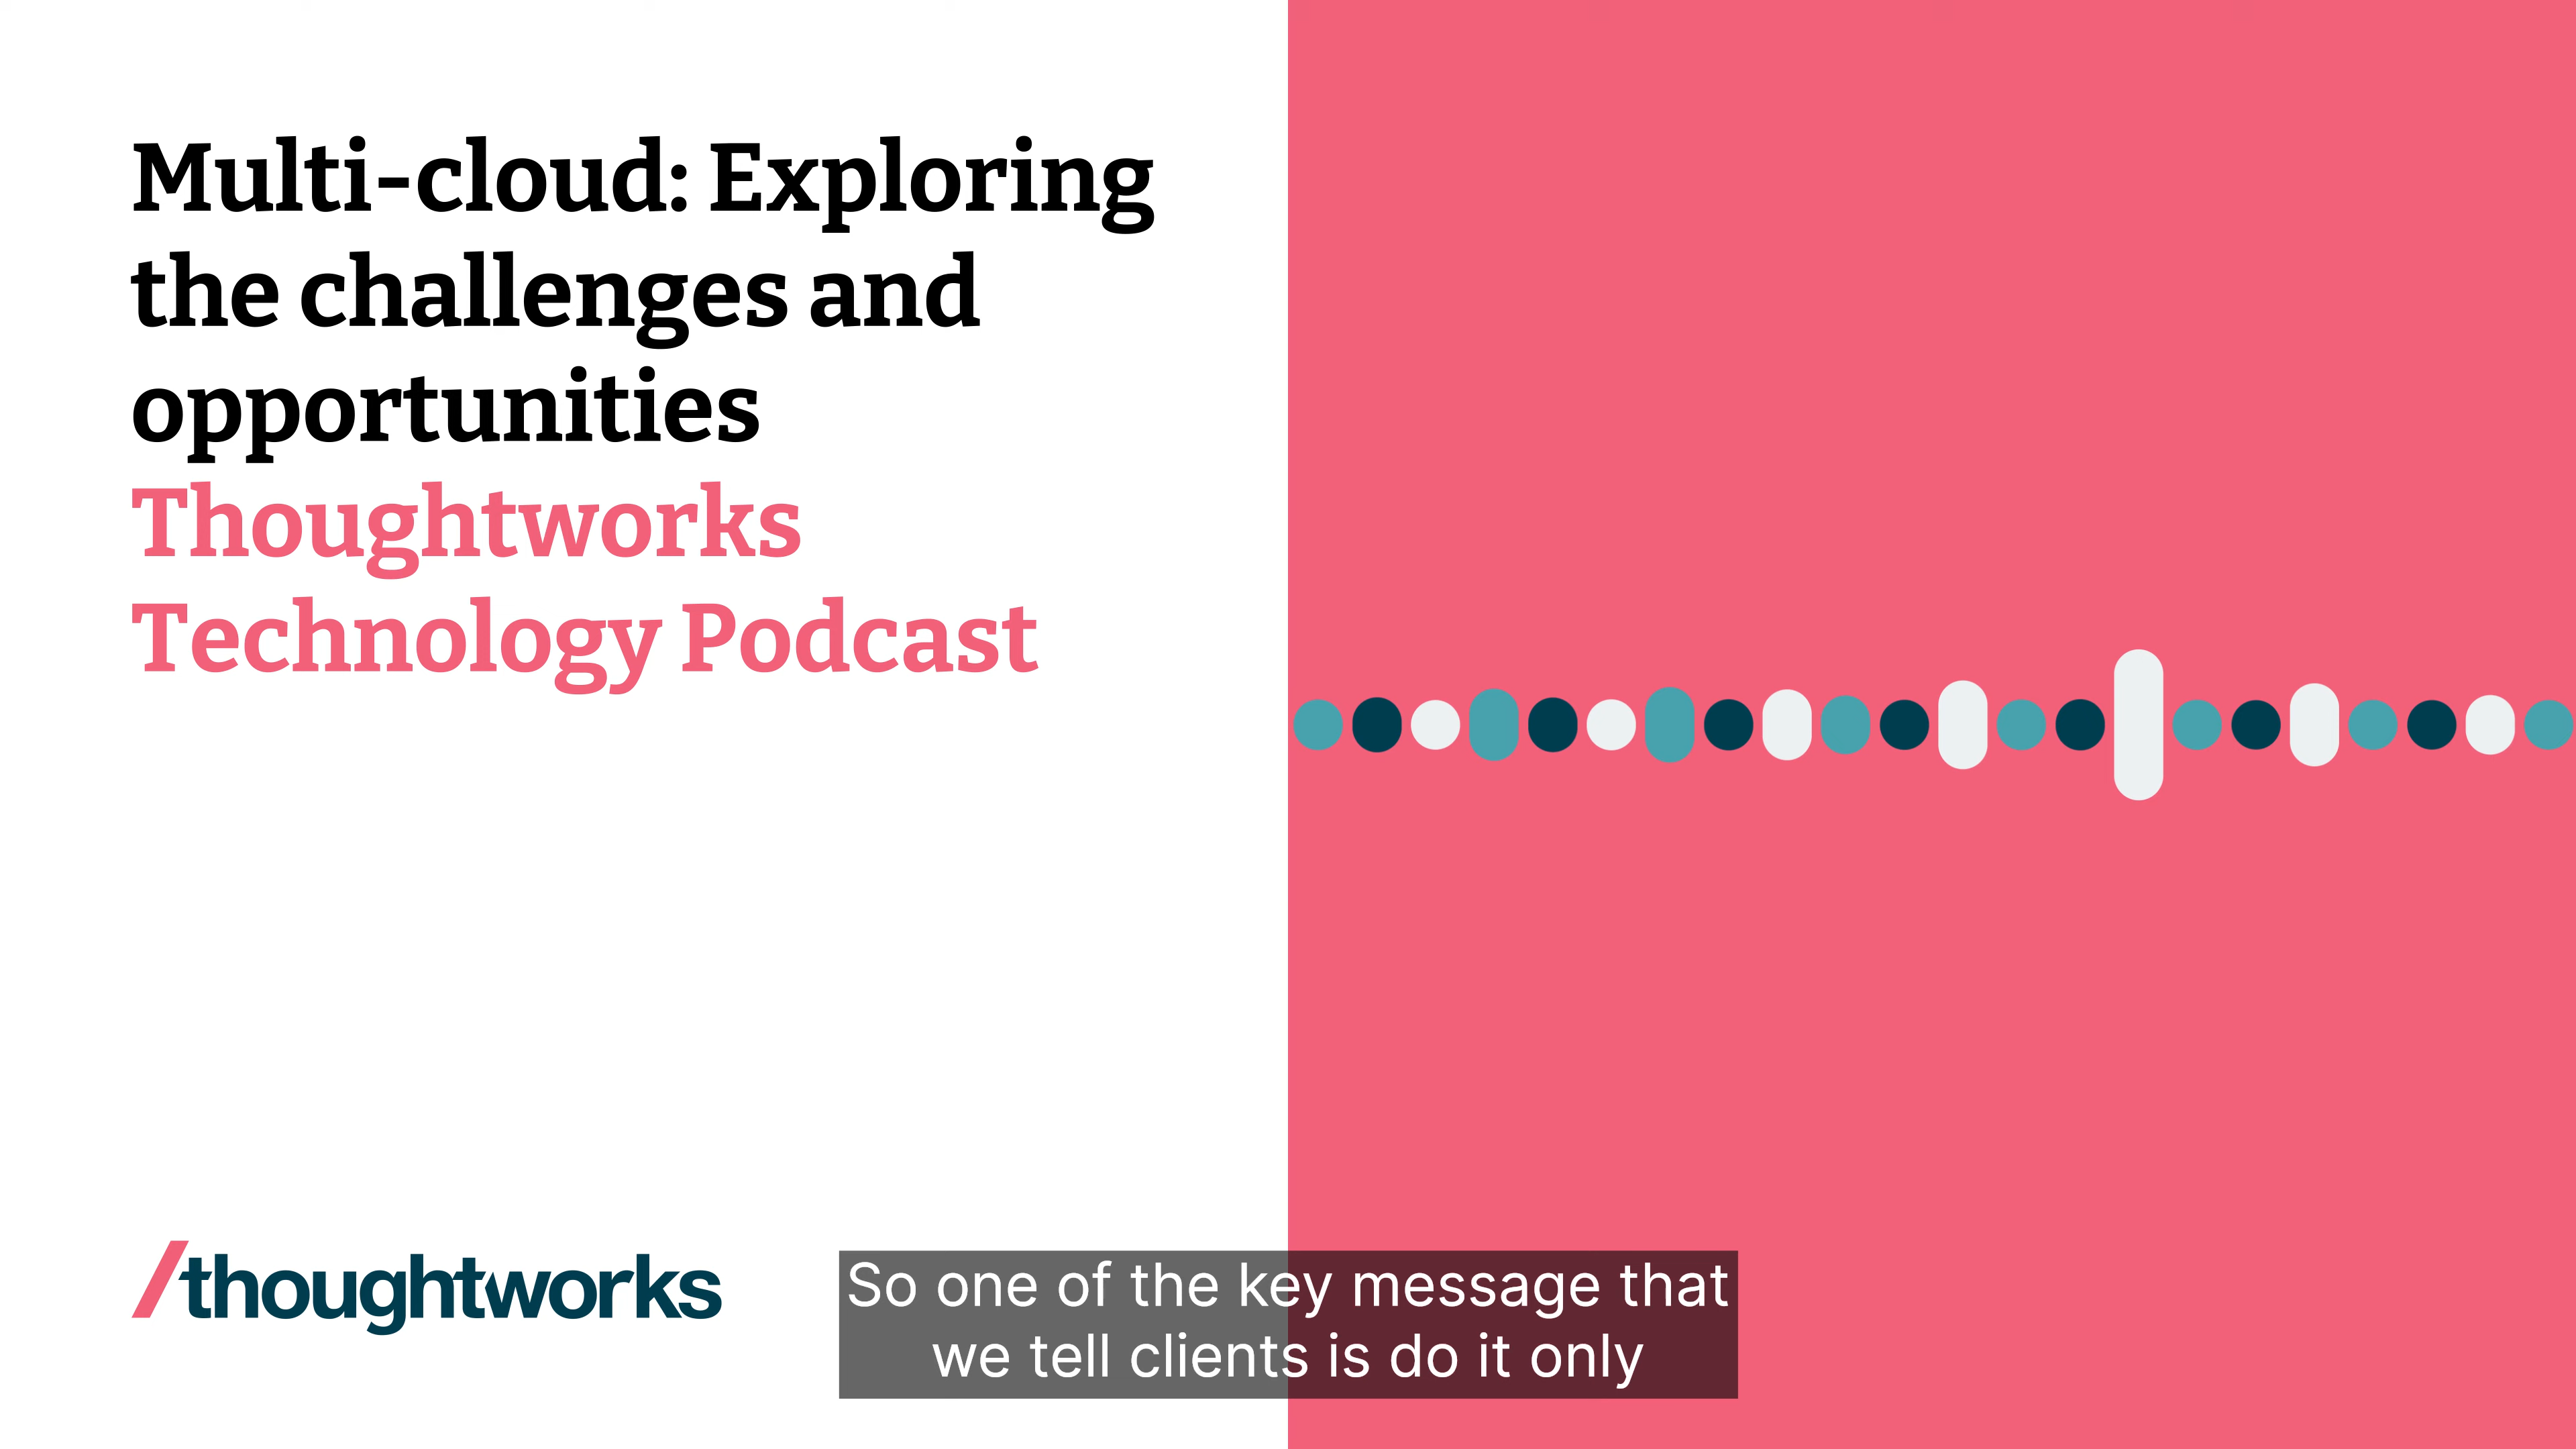 Multi-cloud: Exploring
the challenges and
opportunities
Thoughtworks
Technology Podcast
/thoughtworks
So one of the key message that
we tell clients is do it only